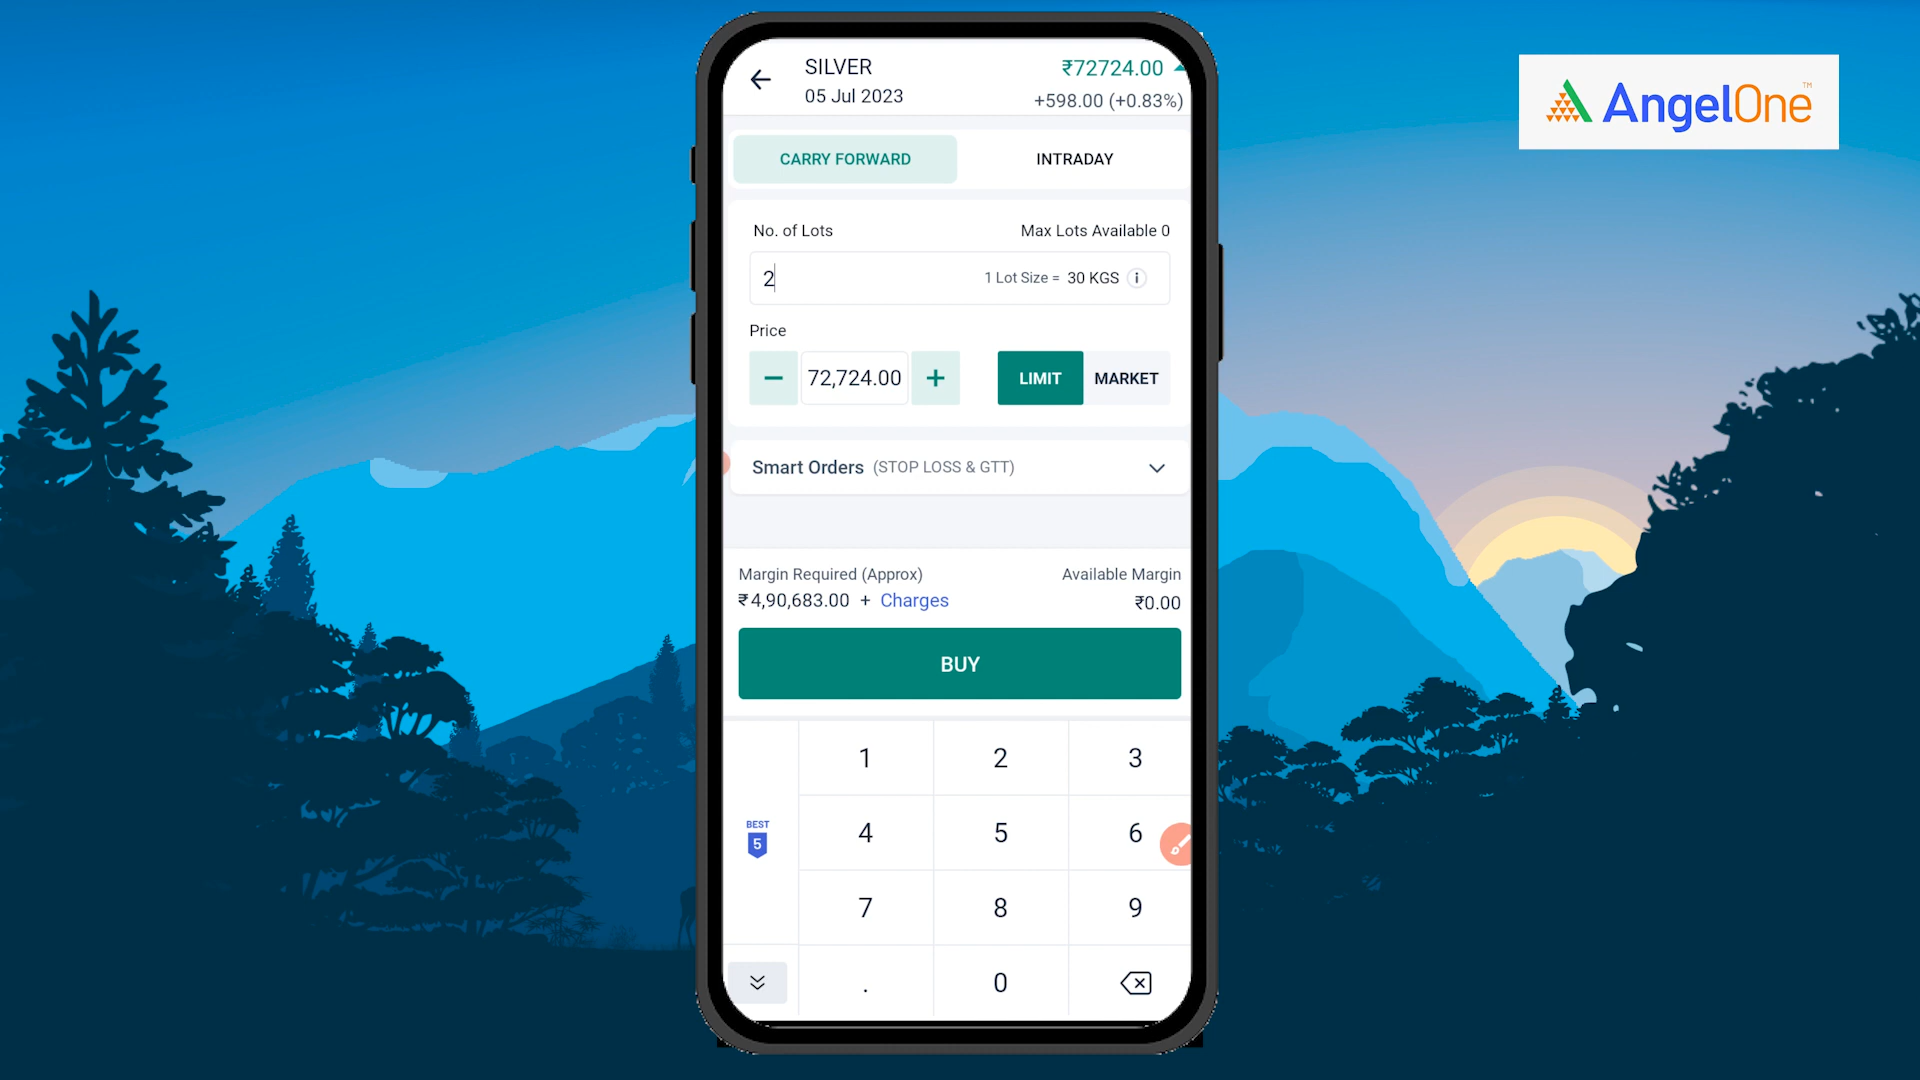 SILVER
₹72724.00
05 Jul 2023
+598.00 (+0.83%)
AngelOne™
CARRY FORWARD
INTRADAY
No. of Lots
Max Lots Available 0
2
1 Lot Size = 30 KGS
Price
72,724.00
LIMIT
MARKET
Smart Orders (STOP LOSS & GTT)
Margin Required (Approx)
Available Margin
₹4,90,683.00 + Charges
₹0.00
BUY
1 2 3
BEST
5
4 5 6
7 8 9
. 0